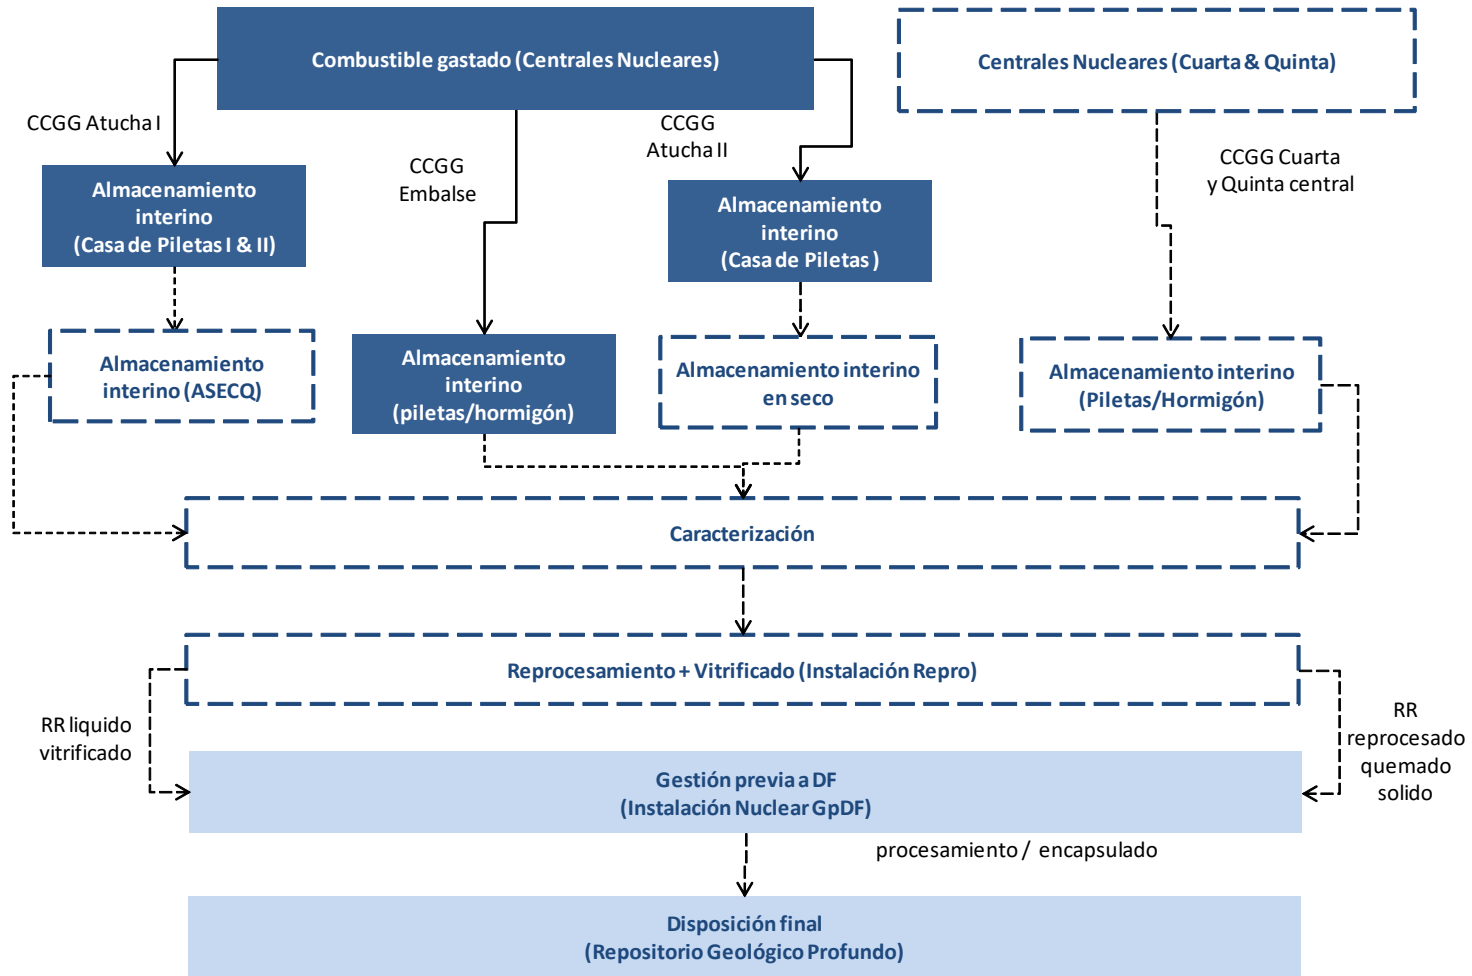 Combustible gastado (Centrales Nucleares)
Centrales Nucleares (Cuarta & Quinta)
CCGG Atucha I
CCGG
Embalse
CCGG
Atucha II
CCGG Cuarta
y Quinta central
Almacenamiento
interino
(Casa de Piletas I & II)
Almacenamiento
interino
(Casa de Piletas )
Almacenamiento
interino (ASECQ)
Almacenamiento
interino
(piletas/hormigón)
Almacenamiento interino
en seco
Almacenamiento interino
(Piletas/Hormigón)
Caracterización
Reprocesamiento + Vitrificado (Instalación Repro)
RR liquido
vitrificado
RR
reprocesado
quemado
solido
Gestión previa a DF
(Instalación Nuclear GpDF)
procesamiento / encapsulado
Disposición final
(Repositorio Geológico Profundo)